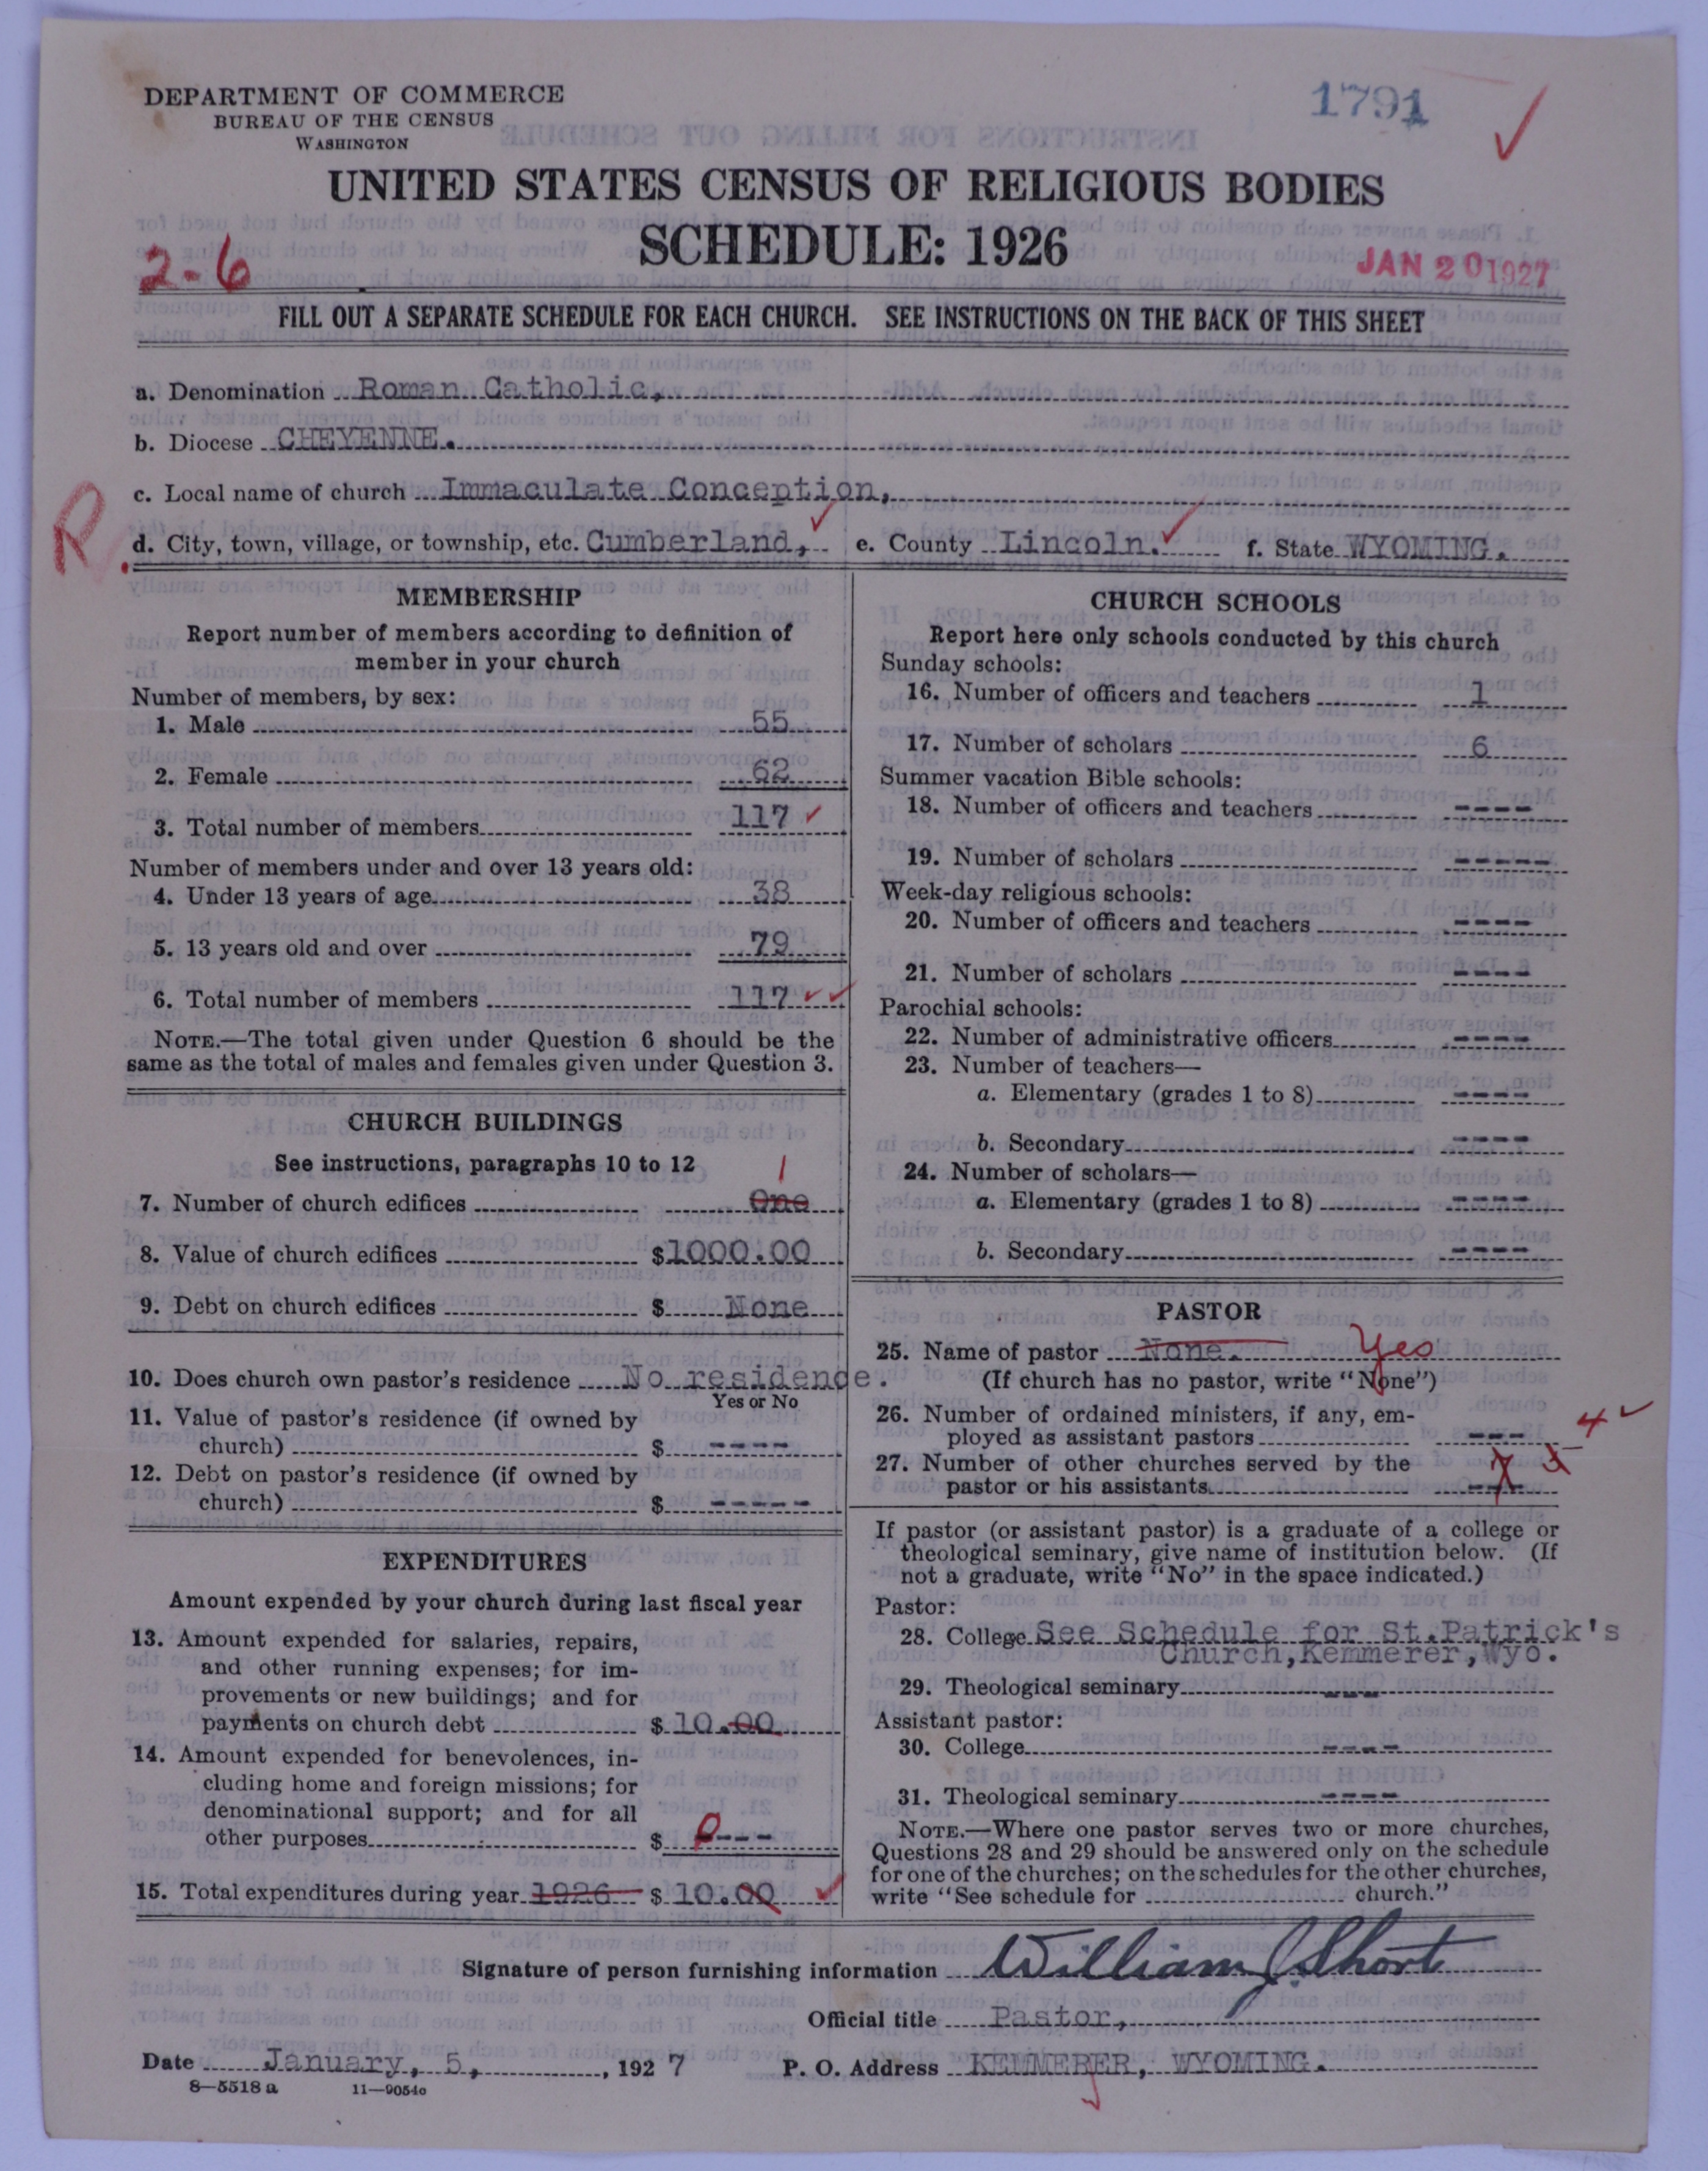 DEPARTMENT OF COMMERCE
BUREAU OF THE CENSUS
WASHINGTON
1791
UNITED STATES CENSUS OF RELIGIOUS BODIES
SCHEDULE: 1926
2-6
JAN 20 1927
FILL OUT A SEPARATE SCHEDULE FOR EACH CHURCH. SEE INSTRUCTIONS ON THE BACK OF THIS SHEET
a. Denomination Roman Catholic,
b. Diocese CHEYENNE.
c. Local name of church Immaculate Conception,
R.
d. City, town, village, or township, etc. Cumberland, e. County Lincoln. f. State WYOMING.
MEMBERSHIP
Report number of members according to definition of
member in your church
Number of members, by sex:
1. Male 55
2. Female 62
3. Total number of members 117
Number of members under and over 13 years old:
4. Under 13 years of age 38
5. 13 years old and over 79
6. Total number of members 117
NOTE.—The total given under Question 6 should be the
same as the total of males and females given under Question 3.
CHURCH BUILDINGS
See instructions, paragraphs 10 to 12
1
7. Number of church edifices One
8. Value of church edifices $1000.00
9. Debt on church edifices $ None
10. Does church own pastor's residence No residence.
Yes or No
11. Value of pastor's residence (if owned by
church) $ ----
12. Debt on pastor's residence (if owned by
church) $ -----
EXPENDITURES
Amount expended by your church during last fiscal year
13. Amount expended for salaries, repairs,
and other running expenses; for im-
provements or new buildings; and for
payments on church debt $ 10.00
14. Amount expended for benevolences, in-
cluding home and foreign missions; for
denominational support; and for all
other purposes $ 0---
15. Total expenditures during year 1926 $ 10.00
CHURCH SCHOOLS
Report here only schools conducted by this church
Sunday schools:
16. Number of officers and teachers 1
17. Number of scholars 6
Summer vacation Bible schools:
18. Number of officers and teachers ----
19. Number of scholars -----
Week-day religious schools:
20. Number of officers and teachers ----
21. Number of scholars ----
Parochial schools:
22. Number of administrative officers ----
23. Number of teachers—
a. Elementary (grades 1 to 8) ----
b. Secondary ----
24. Number of scholars—
a. Elementary (grades 1 to 8) ----
b. Secondary ----
PASTOR
25. Name of pastor None. Yes
(If church has no pastor, write "None")
26. Number of ordained ministers, if any, em-
ployed as assistant pastors --- 4
27. Number of other churches served by the
pastor or his assistants 3
If pastor (or assistant pastor) is a graduate of a college or
theological seminary, give name of institution below. (If
not a graduate, write "No" in the space indicated.)
Pastor:
28. College See Schedule for St.Patrick's
Church,Kemmerer,Wyo.
29. Theological seminary ---
Assistant pastor:
30. College ----
31. Theological seminary ----
NOTE.—Where one pastor serves two or more churches,
Questions 28 and 29 should be answered only on the schedule
for one of the churches; on the schedules for the other churches,
write "See schedule for church."
Signature of person furnishing information William J. Short
Official title Pastor,
Date January, 5, 1927 P. O. Address KEMMERER, WYOMING.
8—5518 a 11—9054c